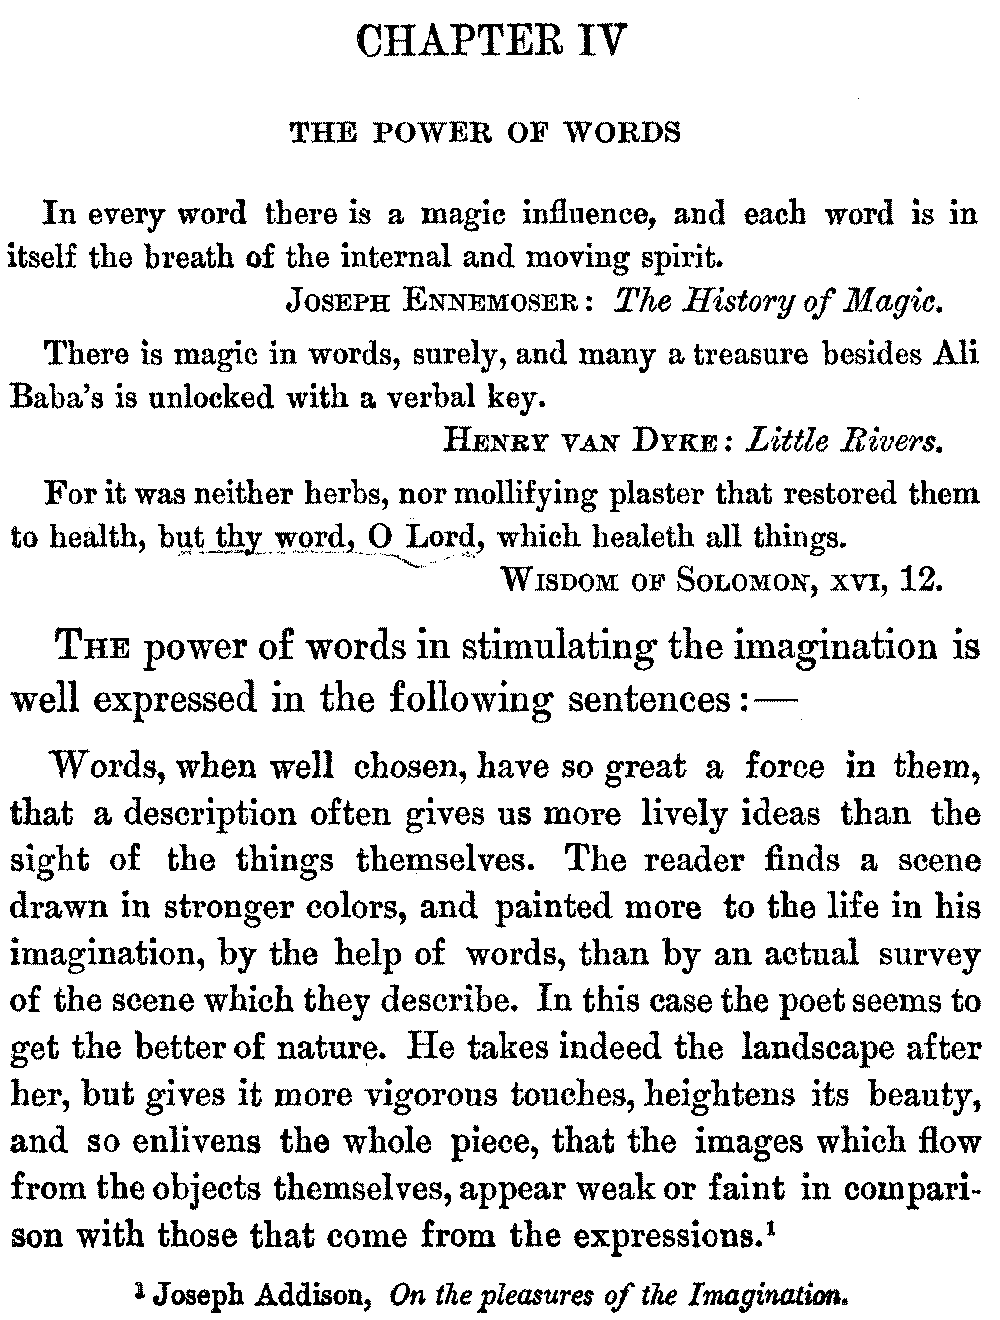 CHAPTER IV
THE POWER OF WORDS
In every word there is a magic influence, and each word is in
itself the breath of the internal and moving spirit.
JOSEPH ENNEMOSER: The History of Magic.
There is magic in words, surely, and many a treasure besides Ali
Baba's is unlocked with a verbal key.
HENRY VAN DYKE: Little Rivers.
For it was neither herbs, nor mollifying plaster that restored them
to health, but thy word, O Lord, which healeth all things.
WISDOM OF SOLOMON, XVI, 12.
THE power of words in stimulating the imagination is
well expressed in the following sentences:—
Words, when well chosen, have so great a force in them,
that a description often gives us more lively ideas than the
sight of the things themselves. The reader finds a scene
drawn in stronger colors, and painted more to the life in his
imagination, by the help of words, than by an actual survey
of the scene which they describe. In this case the poet seems to
get the better of nature. He takes indeed the landscape after
her, but gives it more vigorous touches, heightens its beauty,
and so enlivens the whole piece, that the images which flow
from the objects themselves, appear weak or faint in compari-
son with those that come from the expressions.¹
¹ Joseph Addison, On the pleasures of the Imagination.